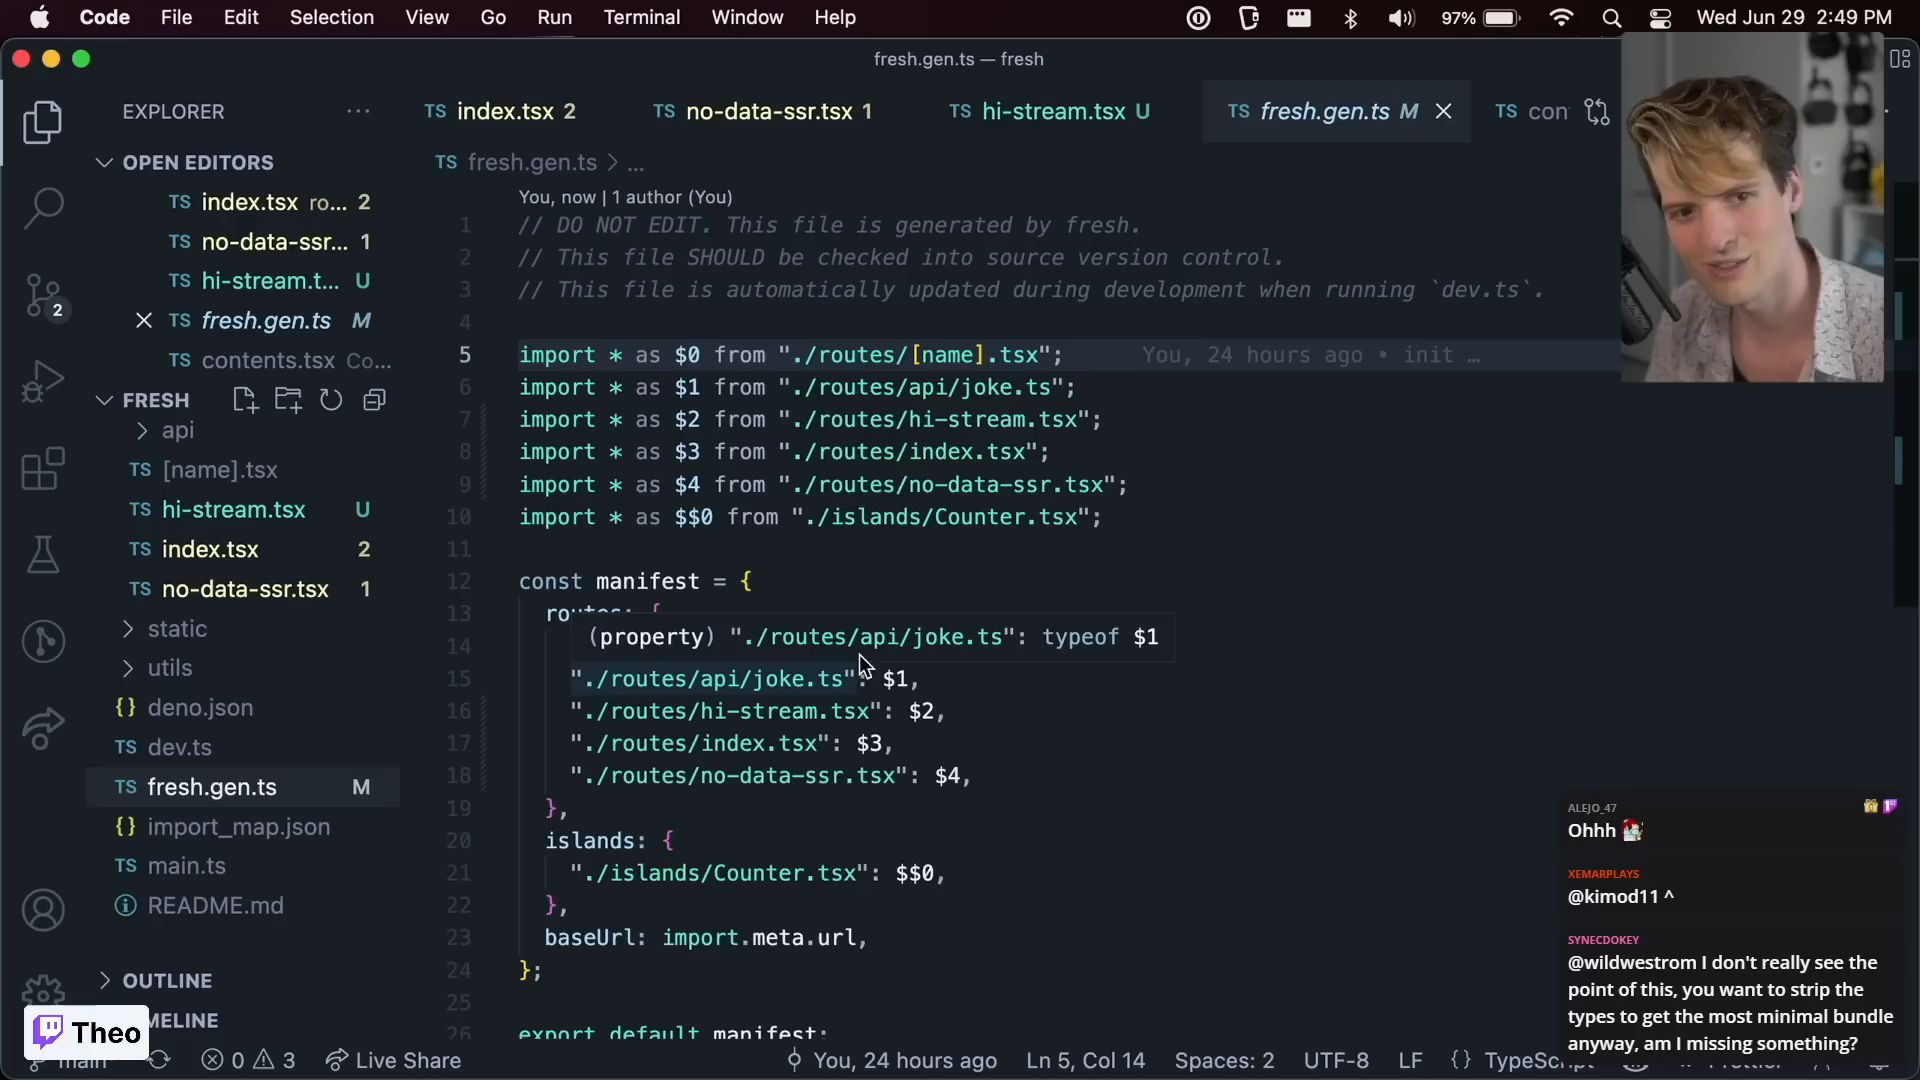 Code File Edit Selection View Go Run Terminal Window Help 97% Wed Jun 29 2:49 PM
fresh.gen.ts — fresh
EXPLORER
OPEN EDITORS
TS index.tsx ro... 2
TS no-data-ssr... 1
TS hi-stream.t... U
TS fresh.gen.ts M
TS contents.tsx Co...
FRESH
api
TS [name].tsx
TS hi-stream.tsx U
TS index.tsx 2
TS no-data-ssr.tsx 1
static
utils
{} deno.json
TS dev.ts
TS fresh.gen.ts M
{} import_map.json
TS main.ts
README.md
OUTLINE
MELINE
2
Theo
TS index.tsx 2 TS no-data-ssr.tsx 1 TS hi-stream.tsx U TS fresh.gen.ts M TS con
TS fresh.gen.ts > ...
You, now | 1 author (You)
1 // DO NOT EDIT. This file is generated by fresh.
2 // This file SHOULD be checked into source version control.
3 // This file is automatically updated during development when running `dev.ts`.
4
5 import * as $0 from "./routes/[name].tsx"; You, 24 hours ago • init …
6 import * as $1 from "./routes/api/joke.ts";
7 import * as $2 from "./routes/hi-stream.tsx";
8 import * as $3 from "./routes/index.tsx";
9 import * as $4 from "./routes/no-data-ssr.tsx";
10 import * as $$0 from "./islands/Counter.tsx";
11
12 const manifest = {
13 routes: {
14 (property) "./routes/api/joke.ts": typeof $1
15 "./routes/api/joke.ts": $1,
16 "./routes/hi-stream.tsx": $2,
17 "./routes/index.tsx": $3,
18 "./routes/no-data-ssr.tsx": $4,
19 },
20 islands: {
21 "./islands/Counter.tsx": $$0,
22 },
23 baseUrl: import.meta.url,
24 };
25
26 export default manifest;
ALEJO_47
Ohhh
XEMARPLAYS
@kimod11 ^
SYNECDOKEY
@wildwestrom I don't really see the
point of this, you want to strip the
types to get the most minimal bundle
anyway, am I missing something?
main 0 3 Live Share You, 24 hours ago Ln 5, Col 14 Spaces: 2 UTF-8 LF {} TypeScript